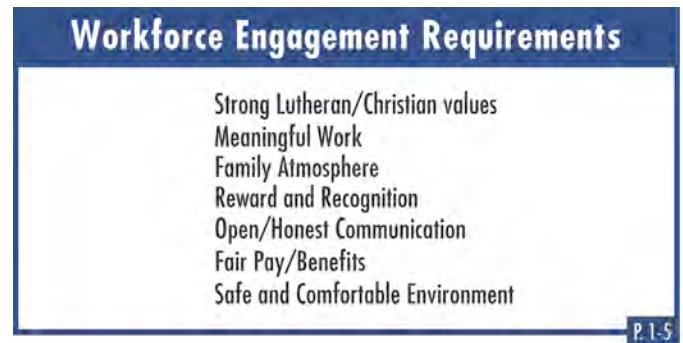 Workforce Engagement Requirements
Strong Lutheran/Christian values
Meaningful Work
Family Atmosphere
Reward and Recognition
Open/Honest Communication
Fair Pay/Benefits
Safe and Comfortable Environment
P. 1-5